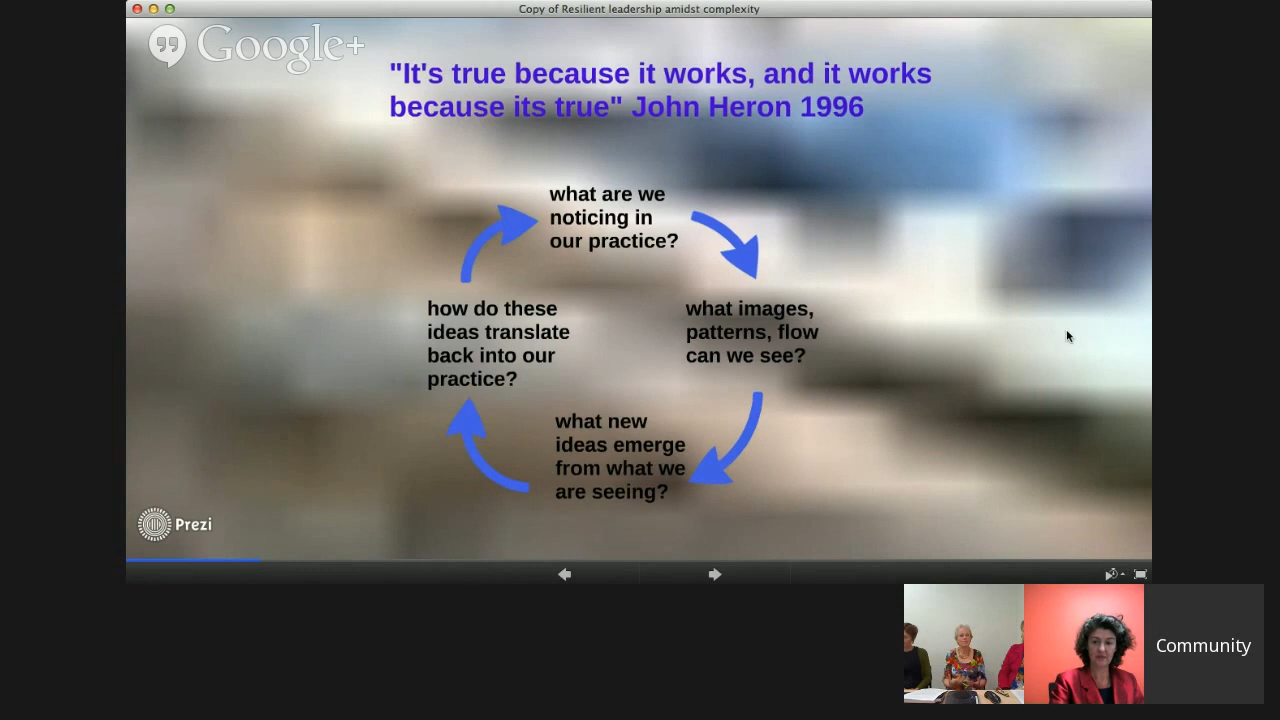 Copy of Resilient leadership amidst complexity
Google+
"It's true because it works, and it works
because its true" John Heron 1996
what are we
noticing in
our practice?
how do these
ideas translate
back into our
practice?
what images,
patterns, flow
can we see?
what new
ideas emerge
from what we
are seeing?
Prezi
Community